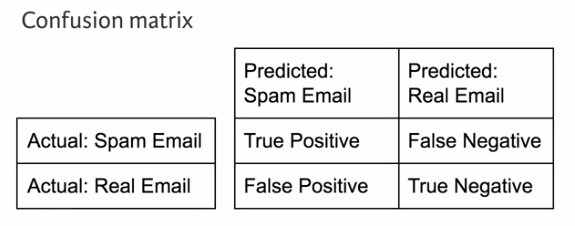 Confusion matrix
Predicted:
Spam Email
Predicted:
Real Email
Actual: Spam Email
True Positive
False Negative
Actual: Real Email
False Positive
True Negative